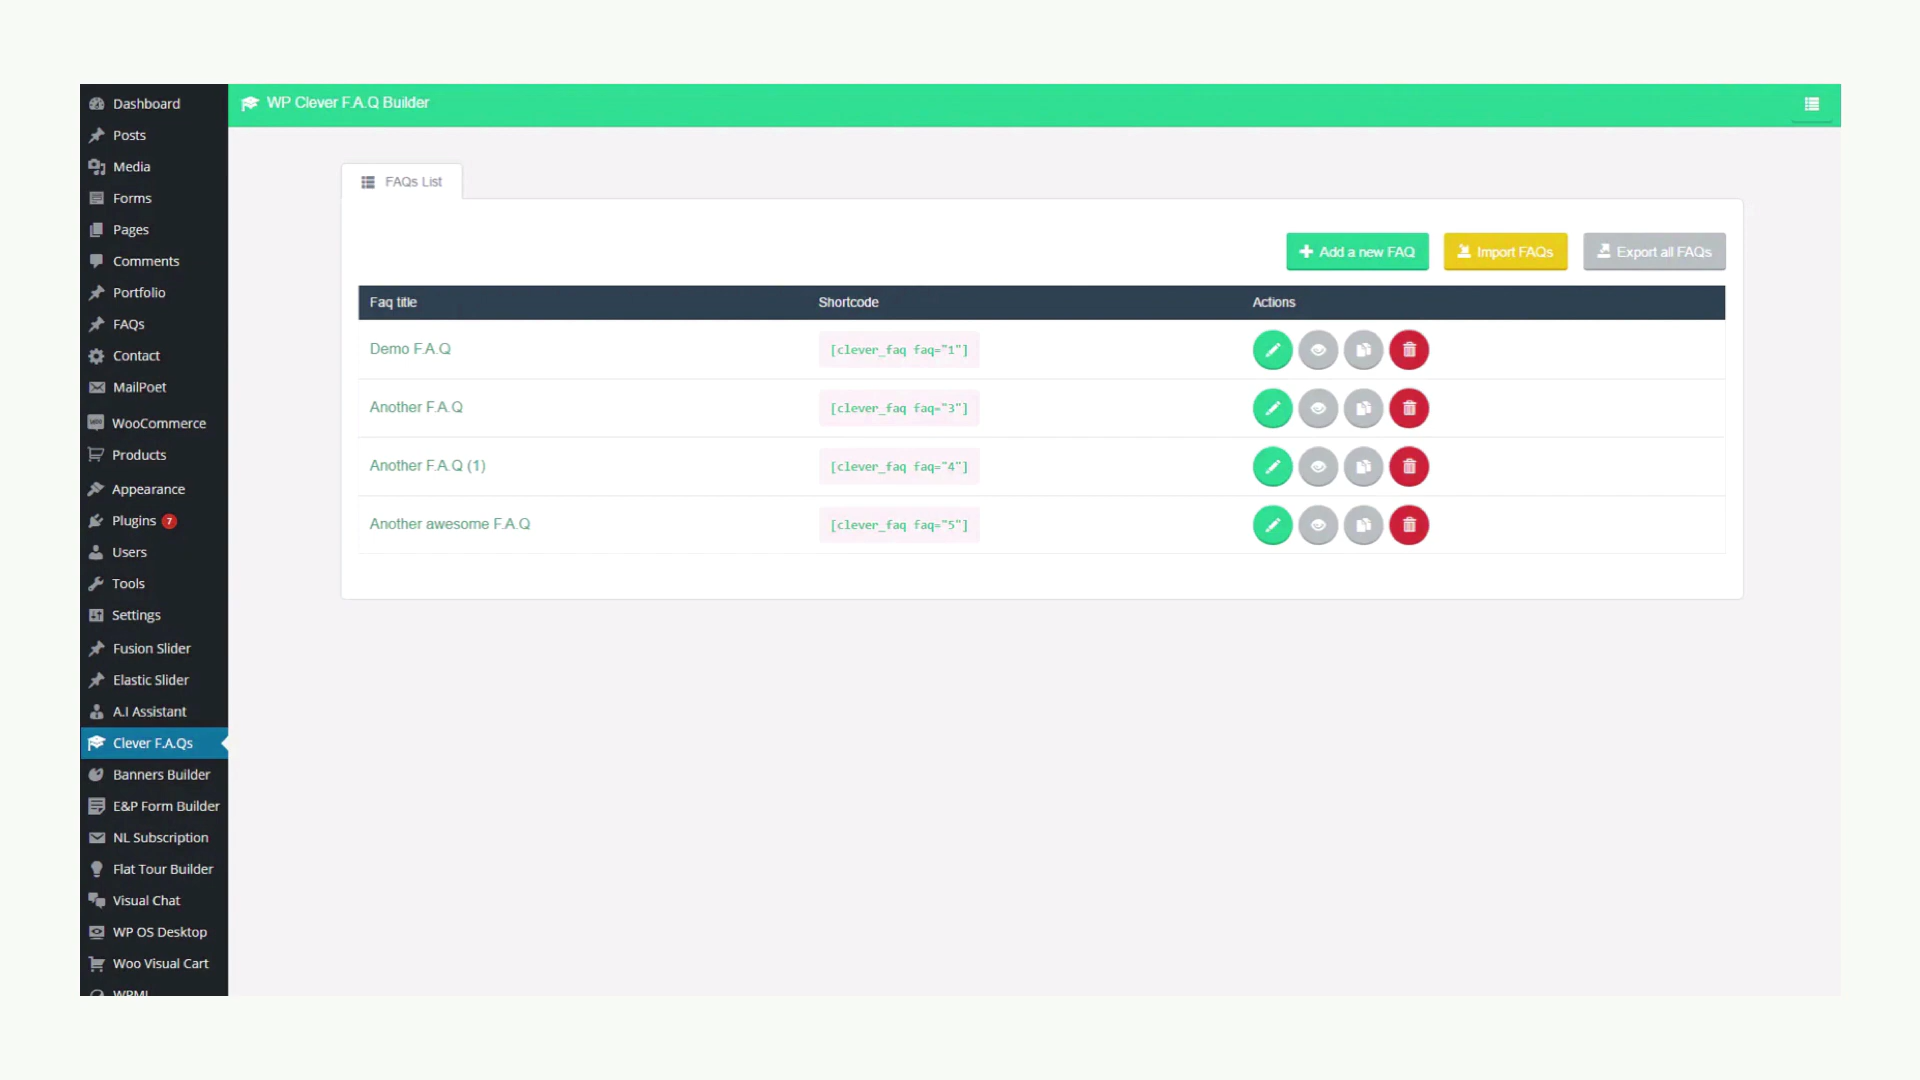 Dashboard
Posts
Media
Forms
Pages
Comments
Portfolio
FAQs
Contact
MailPoet
WooCommerce
Products
Appearance
Plugins 7
Users
Tools
Settings
Fusion Slider
Elastic Slider
A.I Assistant
Clever F.A.Qs
Banners Builder
E&P Form Builder
NL Subscription
Flat Tour Builder
Visual Chat
WP OS Desktop
Woo Visual Cart
WPML
WP Clever F.A.Q Builder
FAQs List
Add a new FAQ Import FAQs Export all FAQs
Faq title Shortcode Actions
Demo F.A.Q [clever_faq faq="1"]
Another F.A.Q [clever_faq faq="3"]
Another F.A.Q (1) [clever_faq faq="4"]
Another awesome F.A.Q [clever_faq faq="5"]